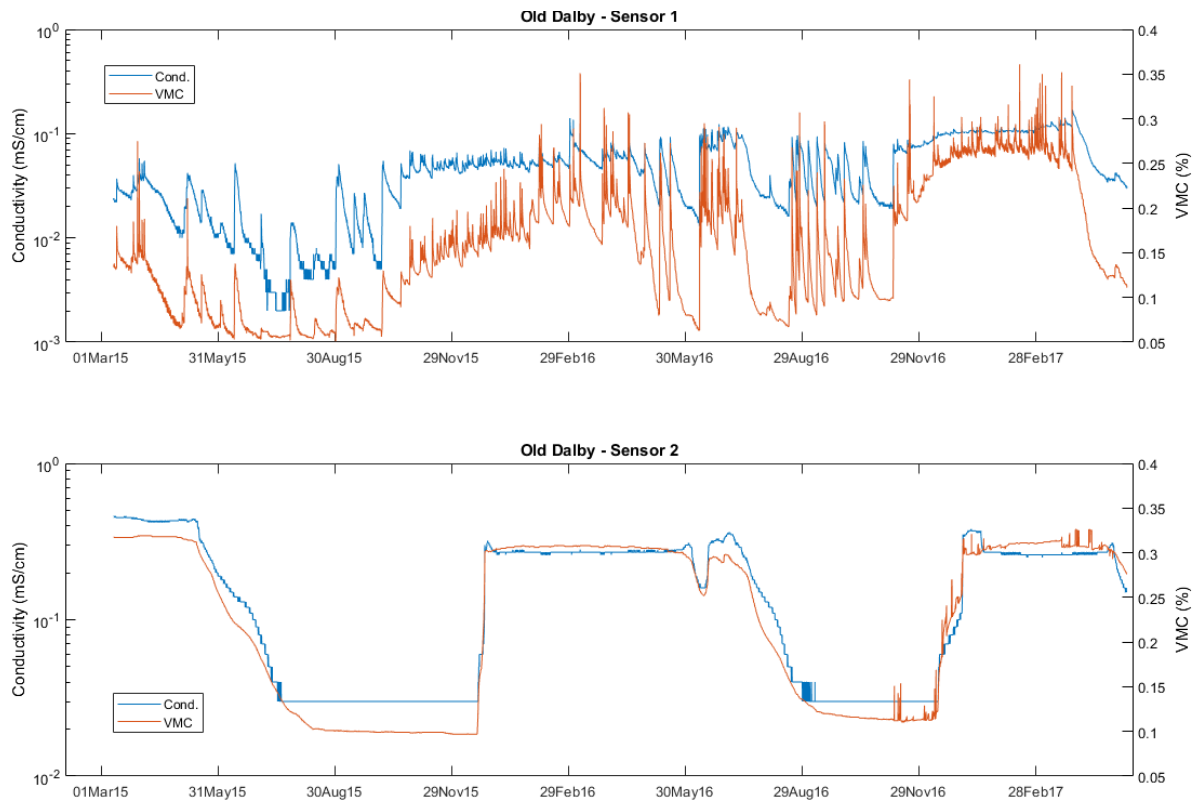 Old Dalby - Sensor 1
10^0
10^-1
10^-2
10^-3
Conductivity (mS/cm)
Cond.
VMC
0.4
0.35
0.3
0.25
0.2
0.15
0.1
0.05
VMC (%)
01Mar15 31May15 30Aug15 29Nov15 29Feb16 30May16 29Aug16 29Nov16 28Feb17
Old Dalby - Sensor 2
10^0
10^-1
10^-2
Conductivity (mS/cm)
Cond.
VMC
0.4
0.35
0.3
0.25
0.2
0.15
0.1
0.05
VMC (%)
01Mar15 31May15 30Aug15 29Nov15 29Feb16 30May16 29Aug16 29Nov16 28Feb17